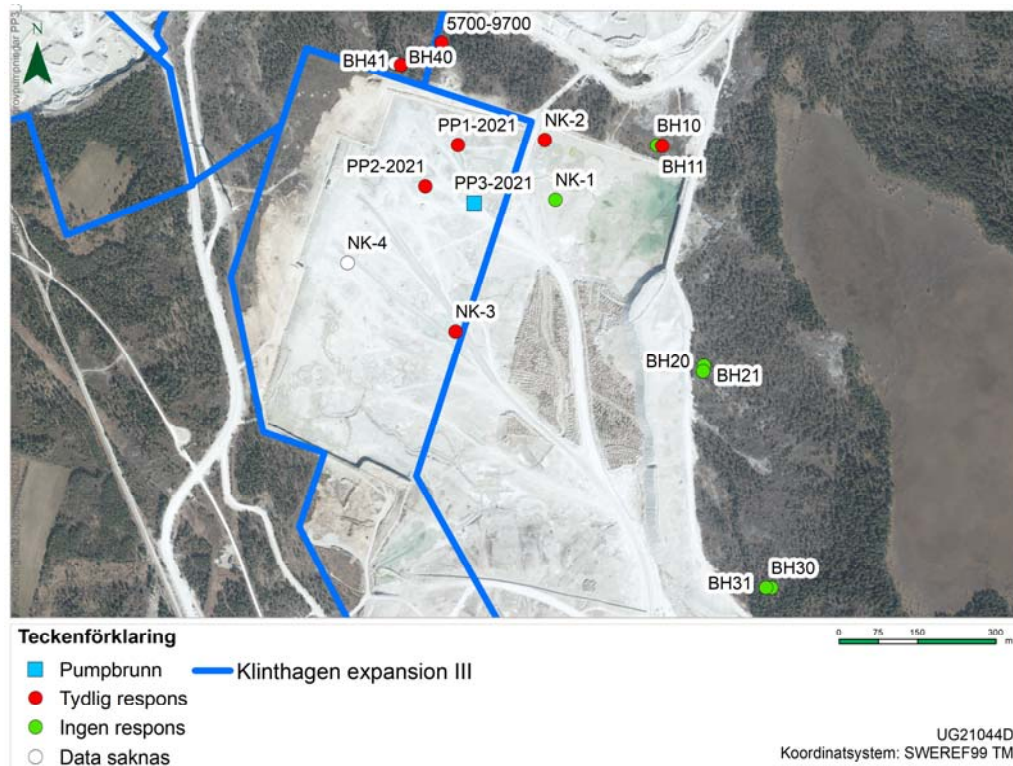 N
5700-9700
BH41
BH40
PP1-2021
NK-2
BH10
BH11
PP2-2021
PP3-2021
NK-1
NK-4
NK-3
BH20
BH21
BH31
BH30
Teckenförklaring
Pumpbrunn
Klinthagen expansion III
Tydlig respons
Ingen respons
Data saknas
0 75 150 300
m
UG21044D
Koordinatsystem: SWEREF99 TM